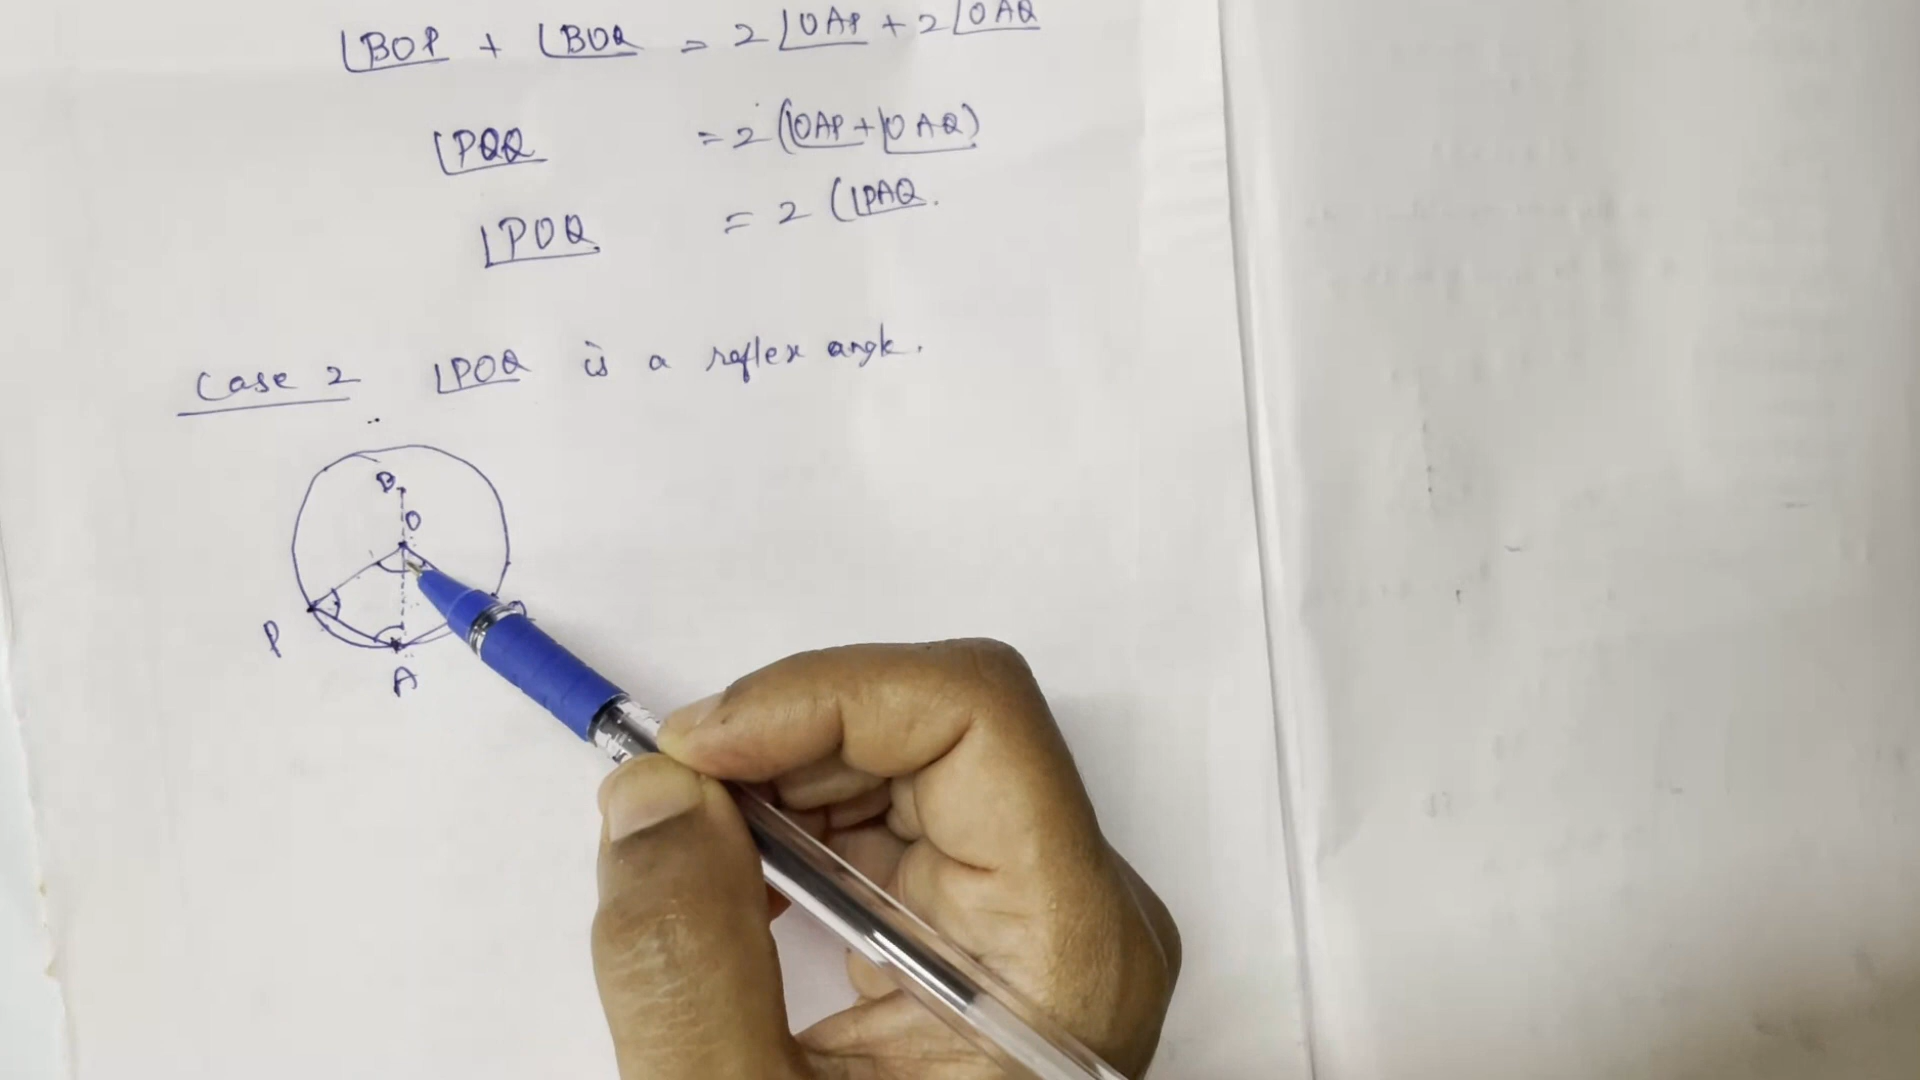 ∠BOP + ∠BOQ = 2 ∠OAP + 2 ∠OAQ
∠POQ = 2 (∠OAP + ∠OAQ)
∠POQ = 2 (∠PAQ.
Case 2 ∠POQ is a reflex angle.
B
O
P
A